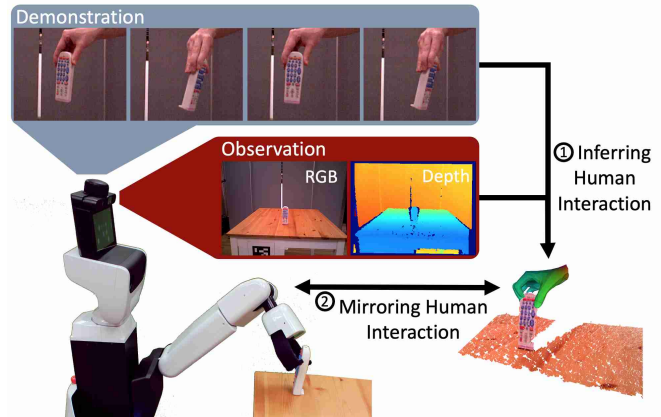 Demonstration
Observation
RGB
Depth
① Inferring
Human
Interaction
② Mirroring Human
Interaction